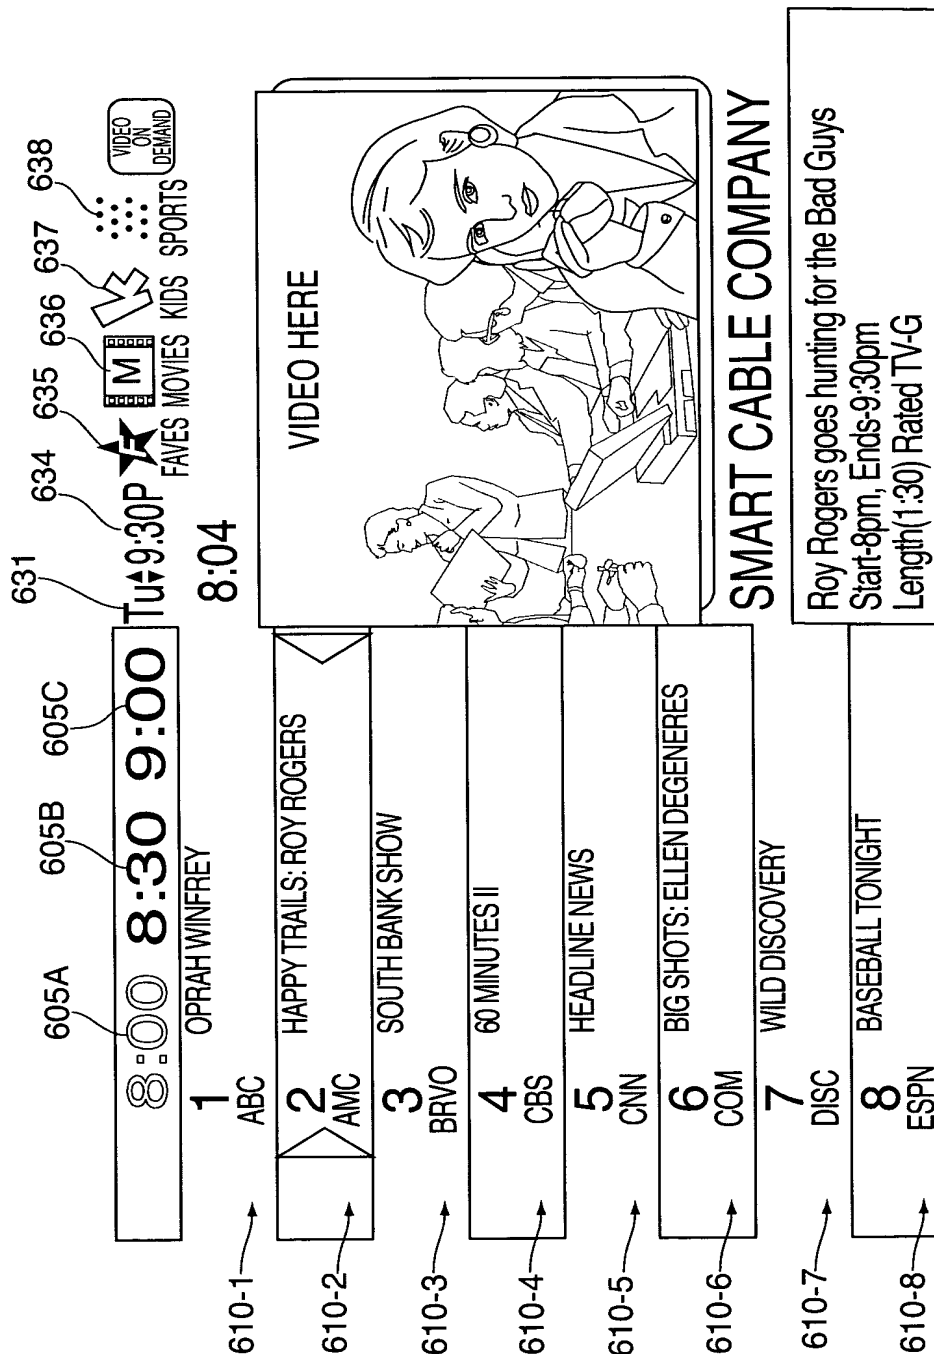 631
634
635
636
637
638
605A
605B
605C
8:00 8:30 9:00
Tu 9:30P
F
FAVES
M
MOVIES
KIDS
SPORTS
VIDEO
ON
DEMAND
8:04
610-1
1
ABC
OPRAH WINFREY
610-2
2
AMC
HAPPY TRAILS: ROY ROGERS
610-3
3
BRVO
SOUTH BANK SHOW
610-4
4
CBS
60 MINUTES II
610-5
5
CNN
HEADLINE NEWS
610-6
6
COM
BIG SHOTS: ELLEN DEGENERES
610-7
7
DISC
WILD DISCOVERY
610-8
8
ESPN
BASEBALL TONIGHT
VIDEO HERE
SMART CABLE COMPANY
Roy Rogers goes hunting for the Bad Guys
Start-8pm, Ends-9:30pm
Length(1:30) Rated TV-G